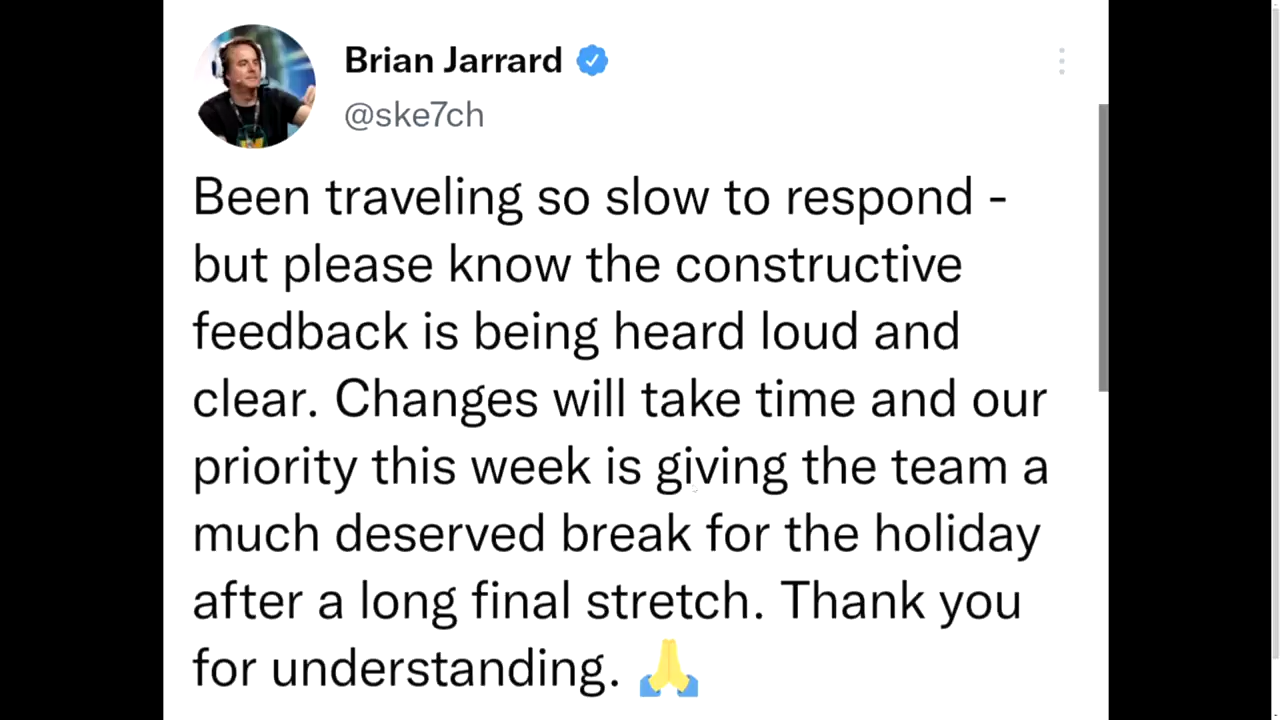 Brian Jarrard
@ske7ch
Been traveling so slow to respond -
but please know the constructive
feedback is being heard loud and
clear. Changes will take time and our
priority this week is giving the team a
much deserved break for the holiday
after a long final stretch. Thank you
for understanding. 🙏